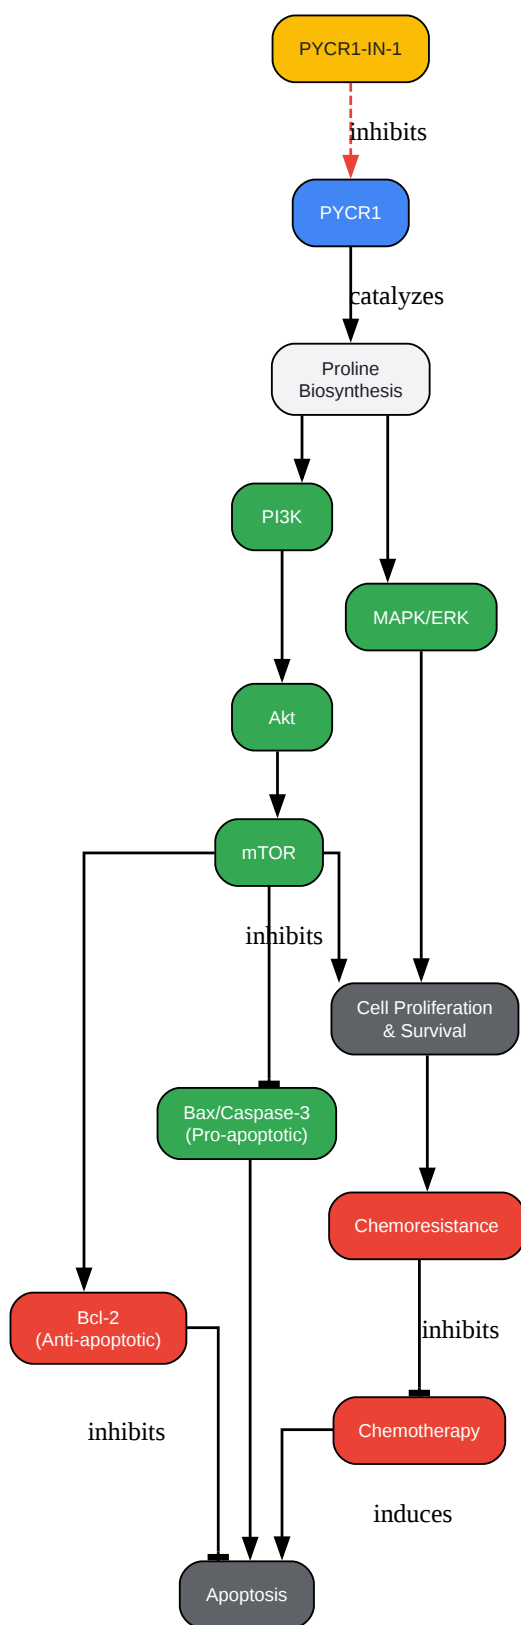 PYCR1-IN-1
inhibits
PYCR1
catalyzes
Proline
Biosynthesis
PI3K
MAPK/ERK
Akt
mTOR
inhibits
Cell Proliferation
& Survival
Bax/Caspase-3
(Pro-apoptotic)
Chemoresistance
Bcl-2
(Anti-apoptotic)
inhibits
Chemotherapy
inhibits
induces
Apoptosis